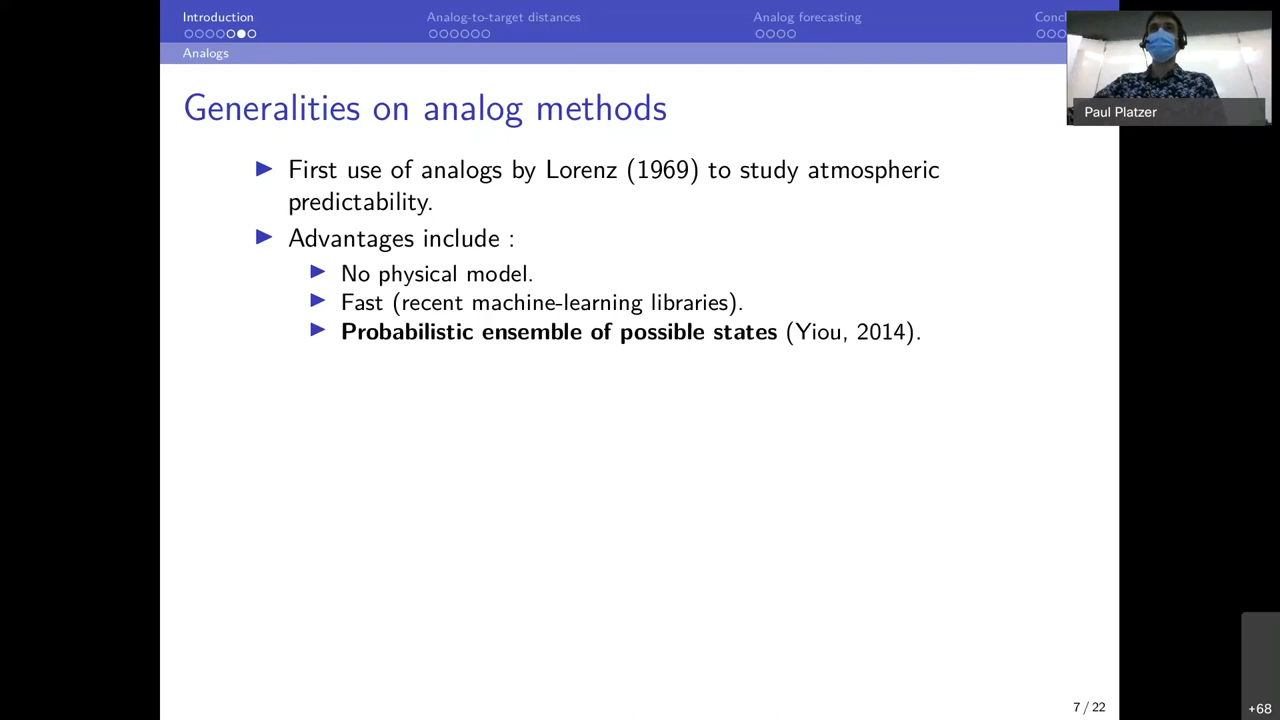 Introduction
Analog-to-target distances
Analog forecasting
Concl
Analogs
Paul Platzer
Generalities on analog methods
First use of analogs by Lorenz (1969) to study atmospheric
predictability.
Advantages include :
No physical model.
Fast (recent machine-learning libraries).
Probabilistic ensemble of possible states (Yiou, 2014).
7 / 22
+68